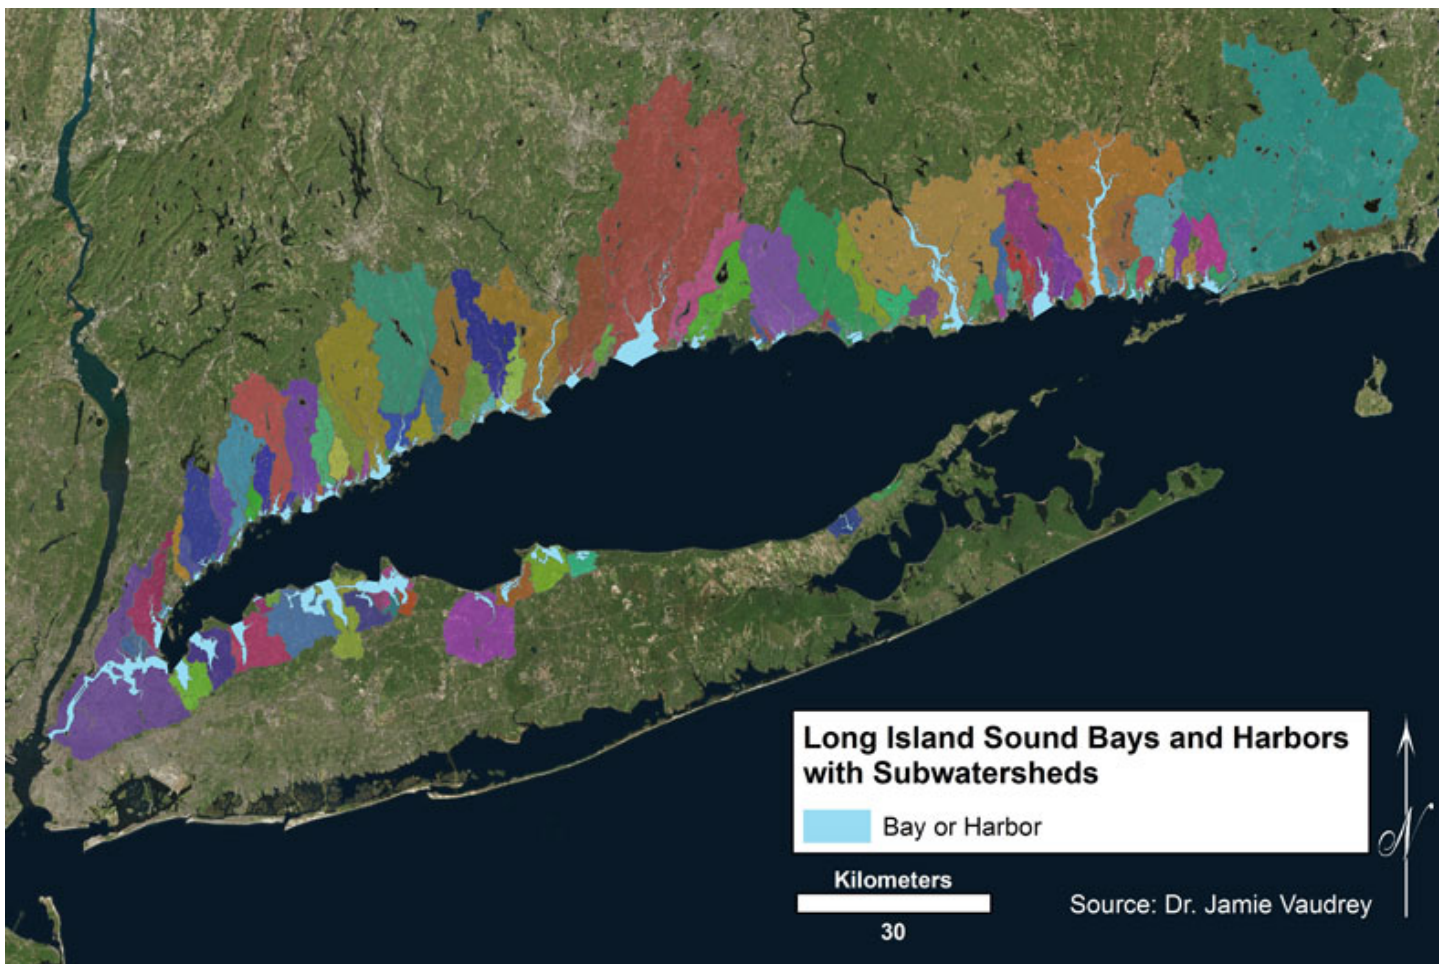 Long Island Sound Bays and Harbors
with Subwatersheds
Bay or Harbor
Kilometers
30
Source: Dr. Jamie Vaudrey
N